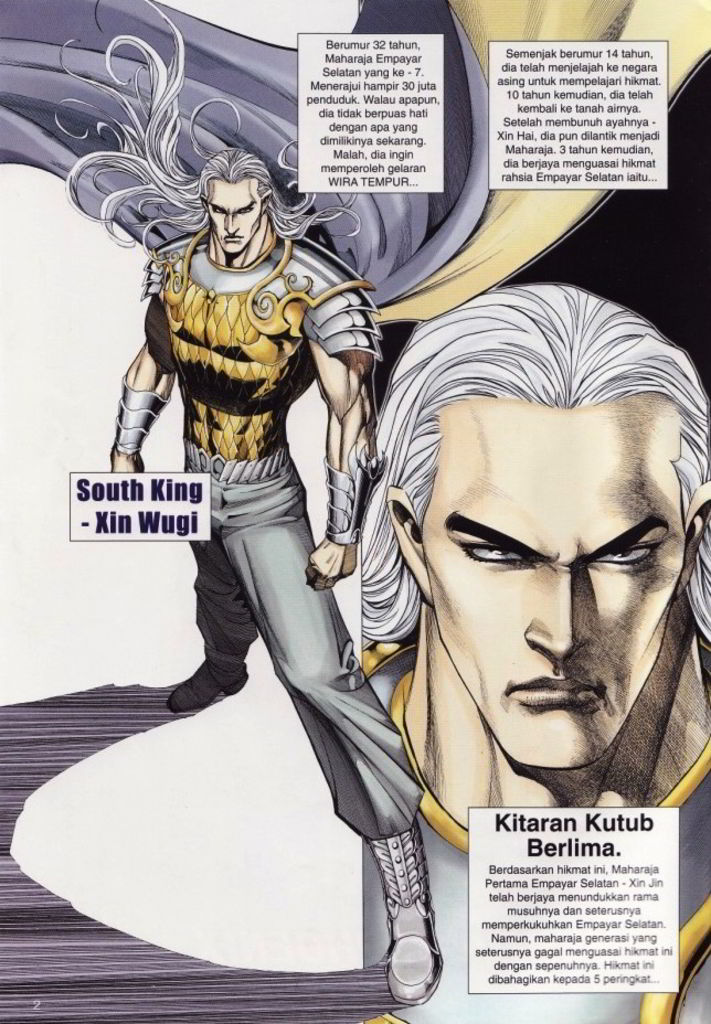 Berumur 32 tahun,
Maharaja Empayar
Selatan yang ke - 7.
Menerajui hampir 30 juta
penduduk. Walau apapun,
dia tidak berpuas hati
dengan apa yang
dimilikinya sekarang.
Malah, dia ingin
memperoleh gelaran
WIRA TEMPUR...
Semenjak berumur 14 tahun,
dia telah menjelajah ke negara
asing untuk mempelajari hikmat.
10 tahun kemudian, dia telah
kembali ke tanah airnya.
Setelah membunuh ayahnya -
Xin Hai, dia pun dilantik menjadi
Maharaja. 3 tahun kemudian,
dia berjaya menguasai hikmat
rahsia Empayar Selatan iaitu...
South King
- Xin Wugi
Kitaran Kutub
Berlima.
Berdasarkan hikmat ini, Maharaja
Pertama Empayar Selatan - Xin Jin
telah berjaya menundukkan rama
musuhnya dan seterusnya
memperkukuhkan Empayar Selatan.
Namun, maharaja generasi yang
seterusnya gagal menguasai hikmat ini
dengan sepenuhnya. Hikmat ini
dibahagikan kepada 5 peringkat...
2